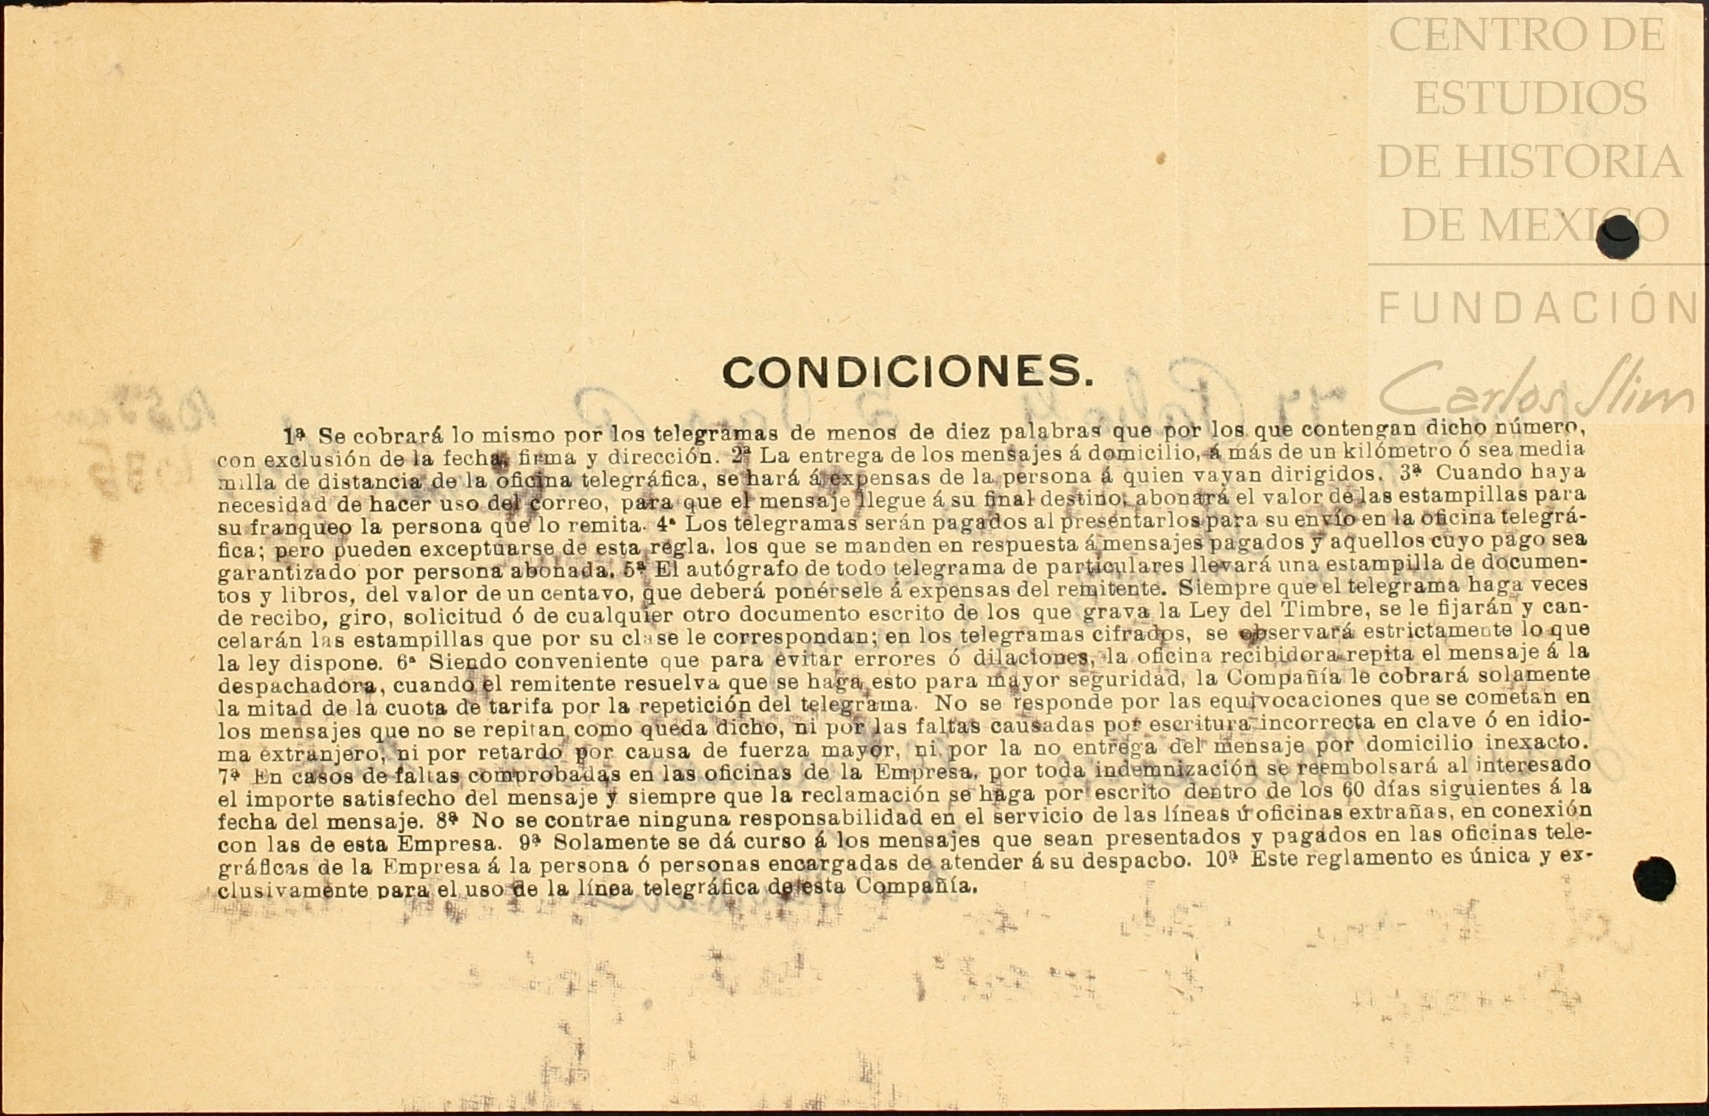 CENTRO DE
ESTUDIOS
DE HISTORIA
DE MEXICO
FUNDACIÓN
Carlos Slim
CONDICIONES.
1ª Se cobrará lo mismo por los telegramas de menos de diez palabras que por los que contengan dicho número,
con exclusión de la fecha, firma y dirección. 2ª La entrega de los mensajes á domicilio, á más de un kilómetro ó sea media
milla de distancia de la oficina telegráfica, se hará á expensas de la persona á quien vayan dirigidos. 3ª Cuando haya
necesidad de hacer uso del correo, para que el mensaje llegue á su final destino, abonará el valor de las estampillas para
su franqueo la persona que lo remita. 4ª Los telegramas serán pagados al presentarlos para su envío en la oficina telegrá-
fica; pero pueden exceptuarse de esta regla, los que se manden en respuesta á mensajes pagados y aquellos cuyo pago sea
garantizado por persona abonada. 5ª El autógrafo de todo telegrama de particulares llevará una estampilla de documen-
tos y libros, del valor de un centavo, que deberá ponérsele á expensas del remitente. Siempre que el telegrama haga veces
de recibo, giro, solicitud ó de cualquier otro documento escrito de los que grava la Ley del Timbre, se le fijarán y can-
celarán las estampillas que por su clase le correspondan; en los telegramas cifrados, se observará estrictamente lo que
la ley dispone. 6ª Siendo conveniente que para evitar errores ó dilaciones, la oficina recibidora repita el mensaje á la
despachadora, cuando el remitente resuelva que se haga esto para mayor seguridad, la Compañía le cobrará solamente
la mitad de la cuota de tarifa por la repetición del telegrama. No se responde por las equivocaciones que se cometan en
los mensajes que no se repitan como queda dicho, ni por las faltas causadas por escritura incorrecta en clave ó en idio-
ma extranjero, ni por retardo por causa de fuerza mayor, ni por la no entrega del mensaje por domicilio inexacto.
7ª En casos de faltas comprobadas en las oficinas de la Empresa, por toda indemnización se reembolsará al interesado
el importe satisfecho del mensaje y siempre que la reclamación se haga por escrito dentro de los 60 días siguientes á la
fecha del mensaje. 8ª No se contrae ninguna responsabilidad en el servicio de las líneas ú oficinas extrañas, en conexión
con las de esta Empresa. 9ª Solamente se dá curso á los mensajes que sean presentados y pagados en las oficinas tele-
gráficas de la Empresa á la persona ó personas encargadas de atender á su despacbo. 10ª Este reglamento es única y ex-
clusivamente para el uso de la línea telegráfica de esta Compañía.